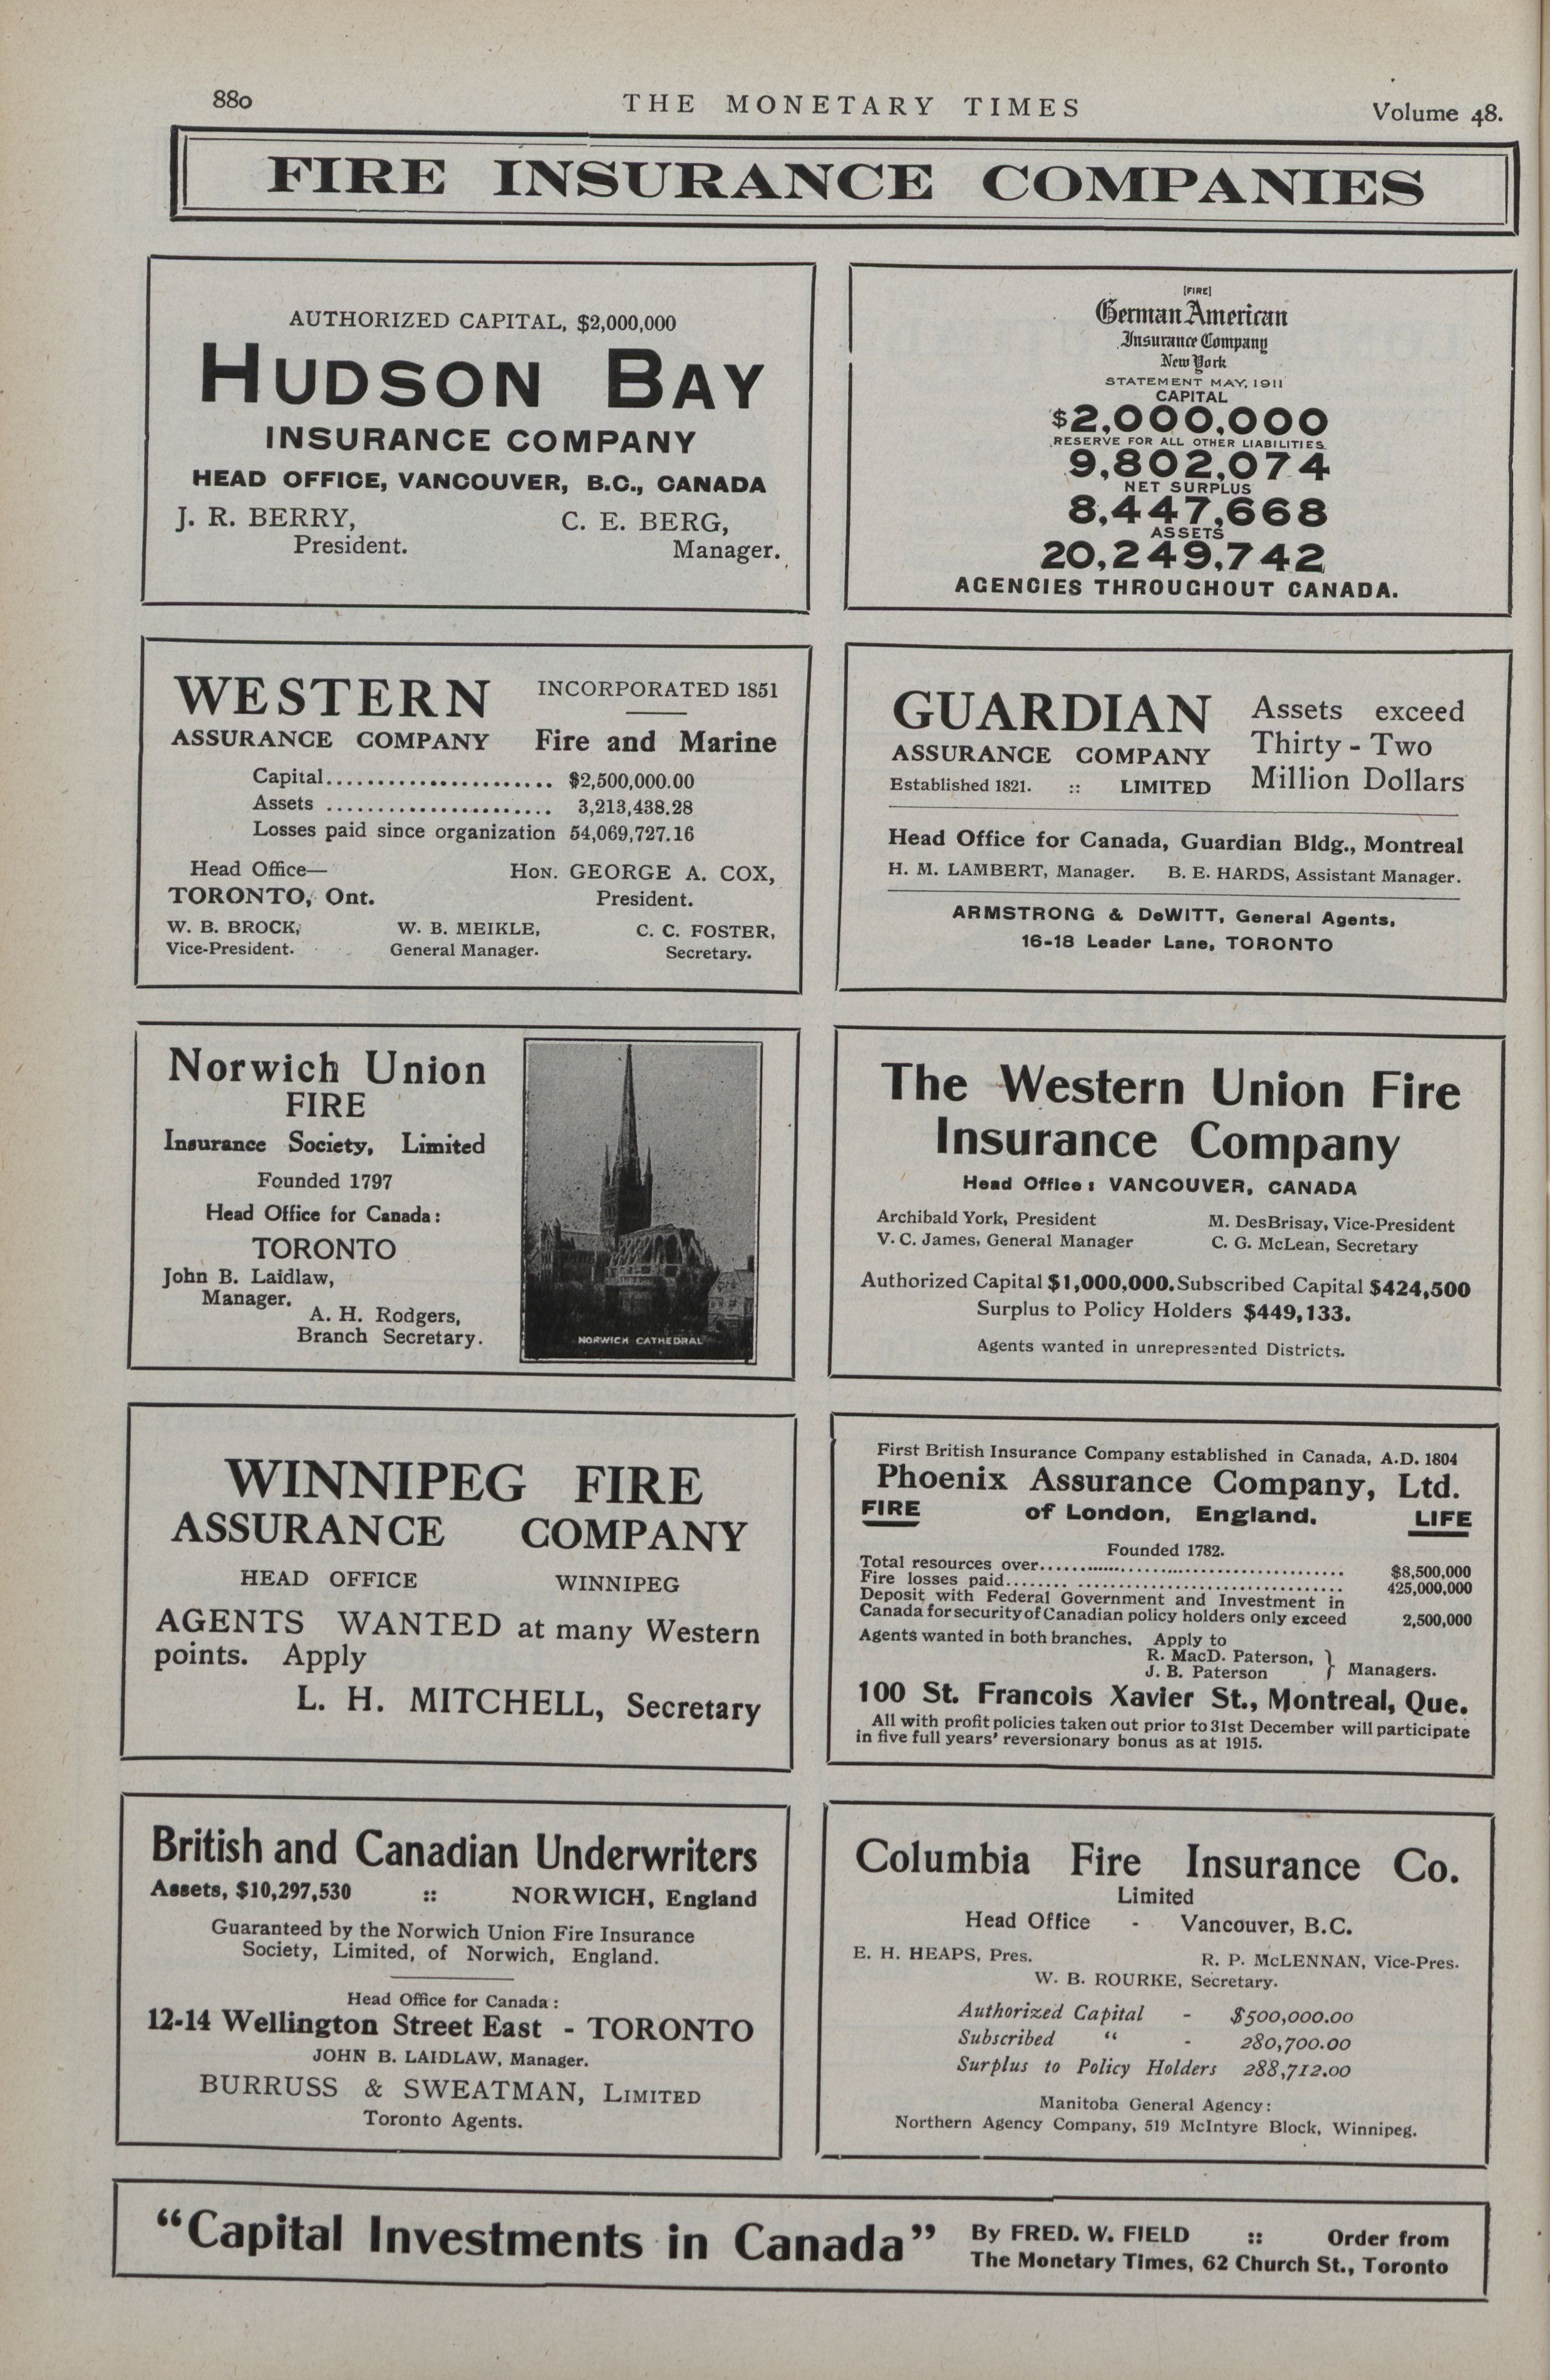 880
THE MONETARY TIMES
Volume 48.
FIRE INSURANCE COMPANIES
AUTHORIZED CAPITAL, $2,000,000
HUDSON BAY
INSURANCE COMPANY
HEAD OFFICE, VANCOUVER, B.C., CANADA
J. R. BERRY, C. E. BERG,
President. Manager.
[FIRE]
German American
Insurance Company
New York
STATEMENT MAY, 1911
CAPITAL
$2,000,000
RESERVE FOR ALL OTHER LIABILITIES
9,802,074
NET SURPLUS
8,447,668
ASSETS
20,249,742
AGENCIES THROUGHOUT CANADA.
WESTERN INCORPORATED 1851
ASSURANCE COMPANY Fire and Marine
Capital...................... $2,500,000.00
Assets ...................... 3,213,438.28
Losses paid since organization 54,069,727.16
Head Office— HON. GEORGE A. COX,
TORONTO, Ont. President.
W. B. BROCK, W. B. MEIKLE, C. C. FOSTER,
Vice-President. General Manager. Secretary.
GUARDIAN
ASSURANCE COMPANY
Established 1821. :: LIMITED
Assets exceed
Thirty-Two
Million Dollars
Head Office for Canada, Guardian Bldg., Montreal
H. M. LAMBERT, Manager. B. E. HARDS, Assistant Manager.
ARMSTRONG & DeWITT, General Agents,
16-18 Leader Lane, TORONTO
Norwich Union
FIRE
Insurance Society, Limited
Founded 1797
Head Office for Canada:
TORONTO
John B. Laidlaw,
Manager.
A. H. Rodgers,
Branch Secretary.
NORWICH CATHEDRAL
The Western Union Fire
Insurance Company
Head Office: VANCOUVER, CANADA
Archibald York, President M. DesBrisay, Vice-President
V. C. James, General Manager C. G. McLean, Secretary
Authorized Capital $1,000,000. Subscribed Capital $424,500
Surplus to Policy Holders $449,133.
Agents wanted in unrepresented Districts.
WINNIPEG FIRE
ASSURANCE COMPANY
HEAD OFFICE WINNIPEG
AGENTS WANTED at many Western
points. Apply
L. H. MITCHELL, Secretary
First British Insurance Company established in Canada, A.D. 1804
Phoenix Assurance Company, Ltd.
FIRE of London, England. LIFE
Founded 1782.
Total resources over........................................ $8,500,000
Fire losses paid........................................ 425,000,000
Deposit with Federal Government and Investment in
Canada for security of Canadian policy holders only exceed 2,500,000
Agents wanted in both branches. Apply to
R. MacD. Paterson,
J. B. Paterson } Managers.
100 St. Francois Xavier St., Montreal, Que.
All with profit policies taken out prior to 31st December will participate
in five full years' reversionary bonus as at 1915.
British and Canadian Underwriters
Assets, $10,297,530 :: NORWICH, England
Guaranteed by the Norwich Union Fire Insurance
Society, Limited, of Norwich, England.
Head Office for Canada:
12-14 Wellington Street East - TORONTO
JOHN B. LAIDLAW, Manager.
BURRUSS & SWEATMAN, LIMITED
Toronto Agents.
Columbia Fire Insurance Co.
Limited
Head Office - Vancouver, B.C.
E. H. HEAPS, Pres. R. P. McLENNAN, Vice-Pres.
W. B. ROURKE, Secretary.
Authorized Capital - $500,000.00
Subscribed " - 280,700.00
Surplus to Policy Holders 288,712.00
Manitoba General Agency:
Northern Agency Company, 519 McIntyre Block, Winnipeg.
"Capital Investments in Canada"
By FRED. W. FIELD :: Order from
The Monetary Times, 62 Church St., Toronto